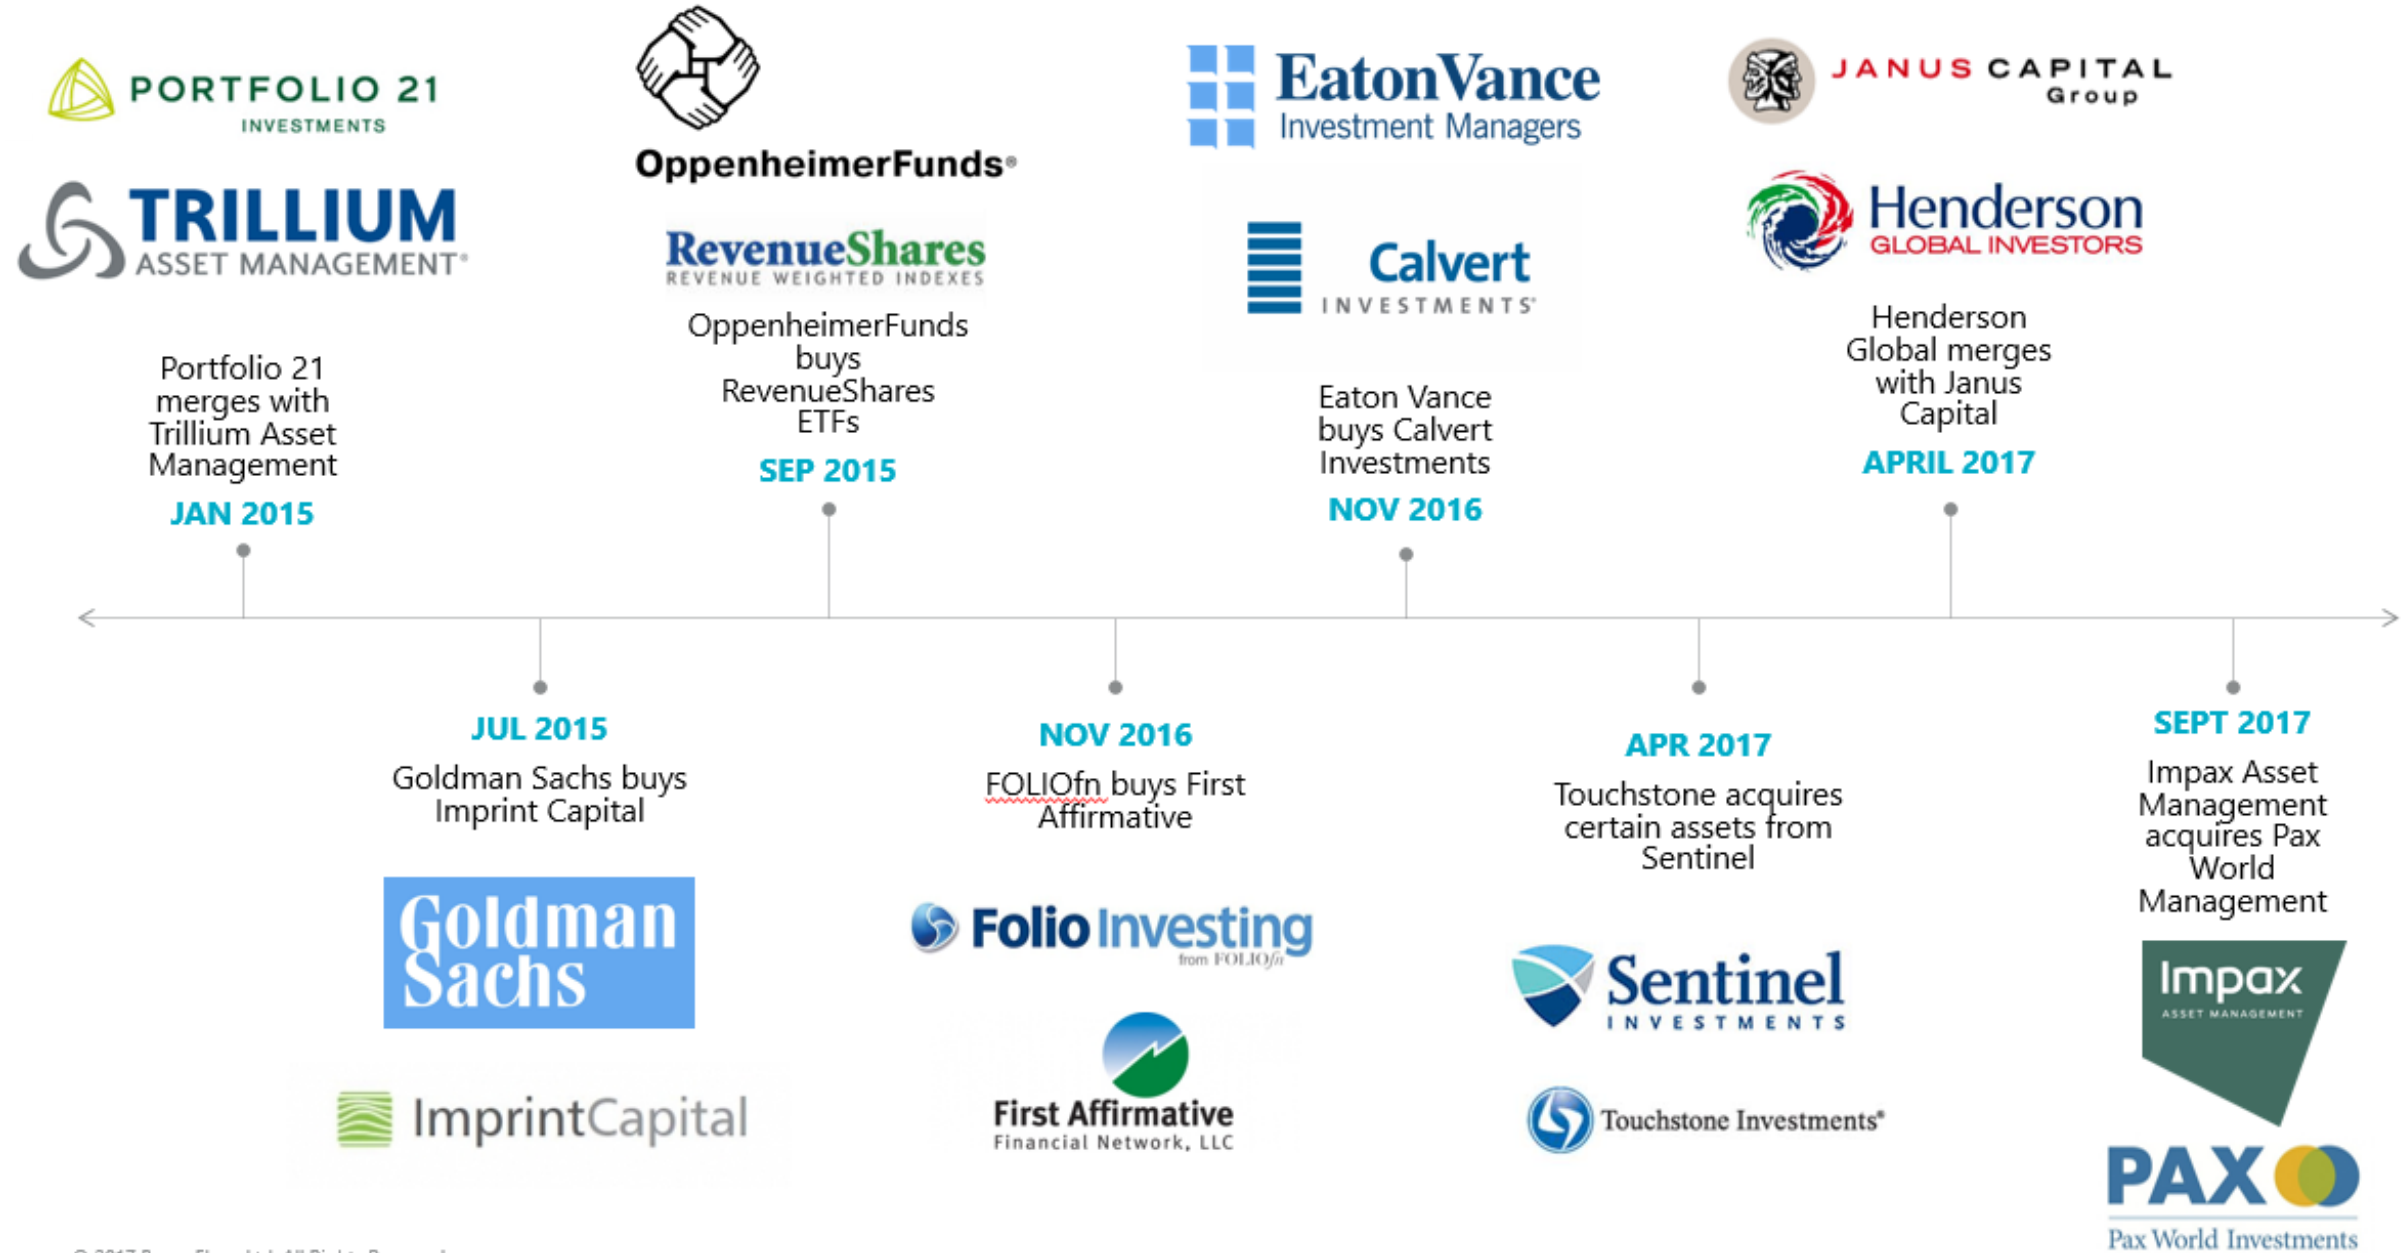 PORTFOLIO 21
INVESTMENTS
TRILLIUM
ASSET MANAGEMENT®
Portfolio 21
merges with
Trillium Asset
Management
JAN 2015
OppenheimerFunds®
RevenueShares
REVENUE WEIGHTED INDEXES
OppenheimerFunds
buys
RevenueShares
ETFs
SEP 2015
EatonVance
Investment Managers
Calvert
INVESTMENTS®
Eaton Vance
buys Calvert
Investments
NOV 2016
JANUS CAPITAL
Group
Henderson
GLOBAL INVESTORS
Henderson
Global merges
with Janus
Capital
APRIL 2017
JUL 2015
Goldman Sachs buys
Imprint Capital
Goldman
Sachs
ImprintCapital
NOV 2016
FOLIOfn buys First
Affirmative
Folio Investing
from FOLIOfn
First Affirmative
Financial Network, LLC
APR 2017
Touchstone acquires
certain assets from
Sentinel
Sentinel
INVESTMENTS
Touchstone Investments®
SEPT 2017
Impax Asset
Management
acquires Pax
World
Management
Impax
ASSET MANAGEMENT
PAX
Pax World Investments